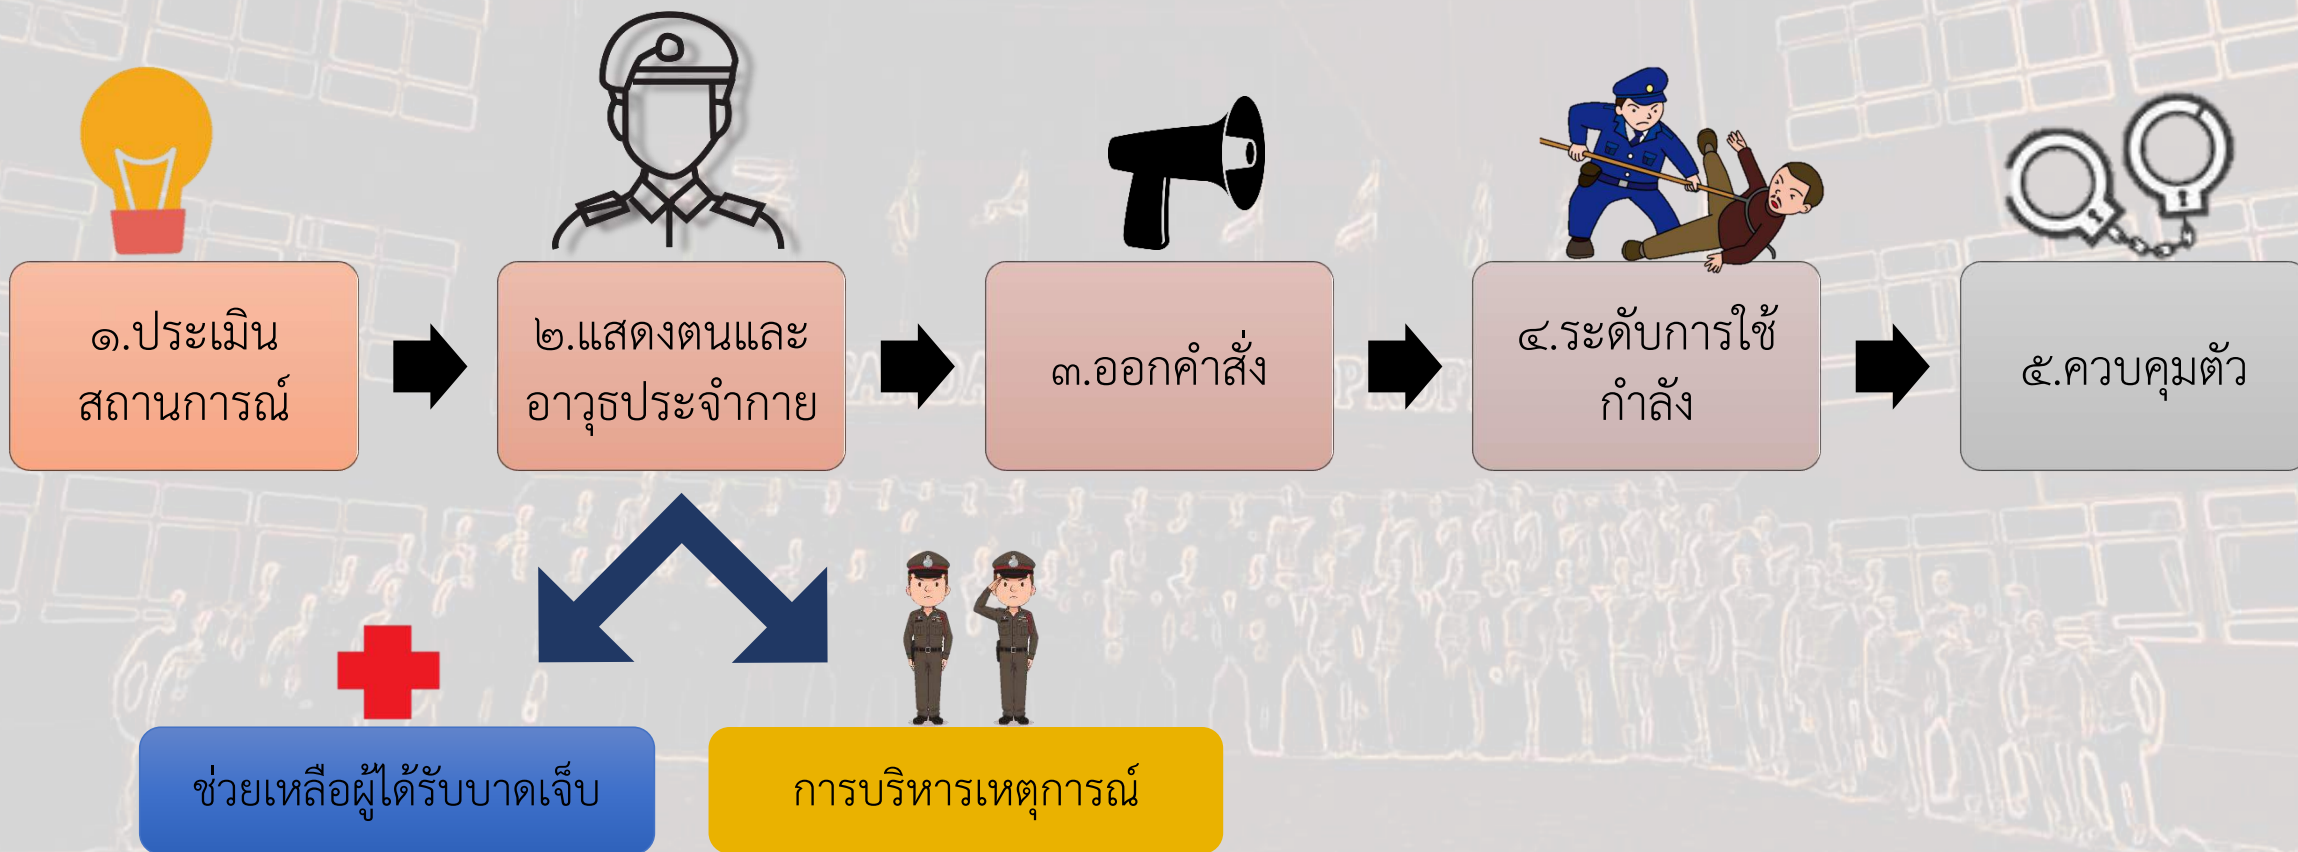 ๑.ประเมิน
สถานการณ์
๒.แสดงตนและ
อาวุธประจำกาย
๓.ออกคำสั่ง
๔.ระดับการใช้
กำลัง
๕.ควบคุมตัว
ช่วยเหลือผู้ได้รับบาดเจ็บ
การบริหารเหตุการณ์